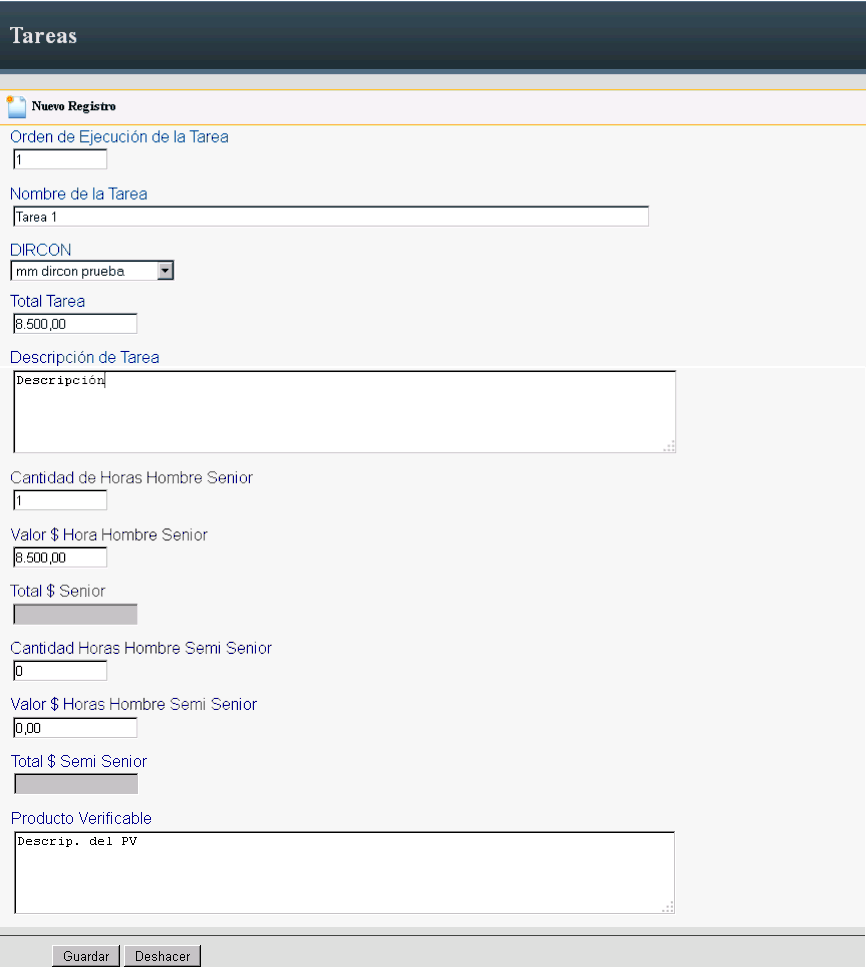 Tareas
Nuevo Registro
Orden de Ejecución de la Tarea
1
Nombre de la Tarea
Tarea 1
DIRCON
mm dircon prueba
Total Tarea
8.500,00
Descripción de Tarea
Descripción
Cantidad de Horas Hombre Senior
1
Valor $ Hora Hombre Senior
8.500,00
Total $ Senior
Cantidad Horas Hombre Semi Senior
0
Valor $ Horas Hombre Semi Senior
0,00
Total $ Semi Senior
Producto Verificable
Descrip. del PV
Guardar Deshacer